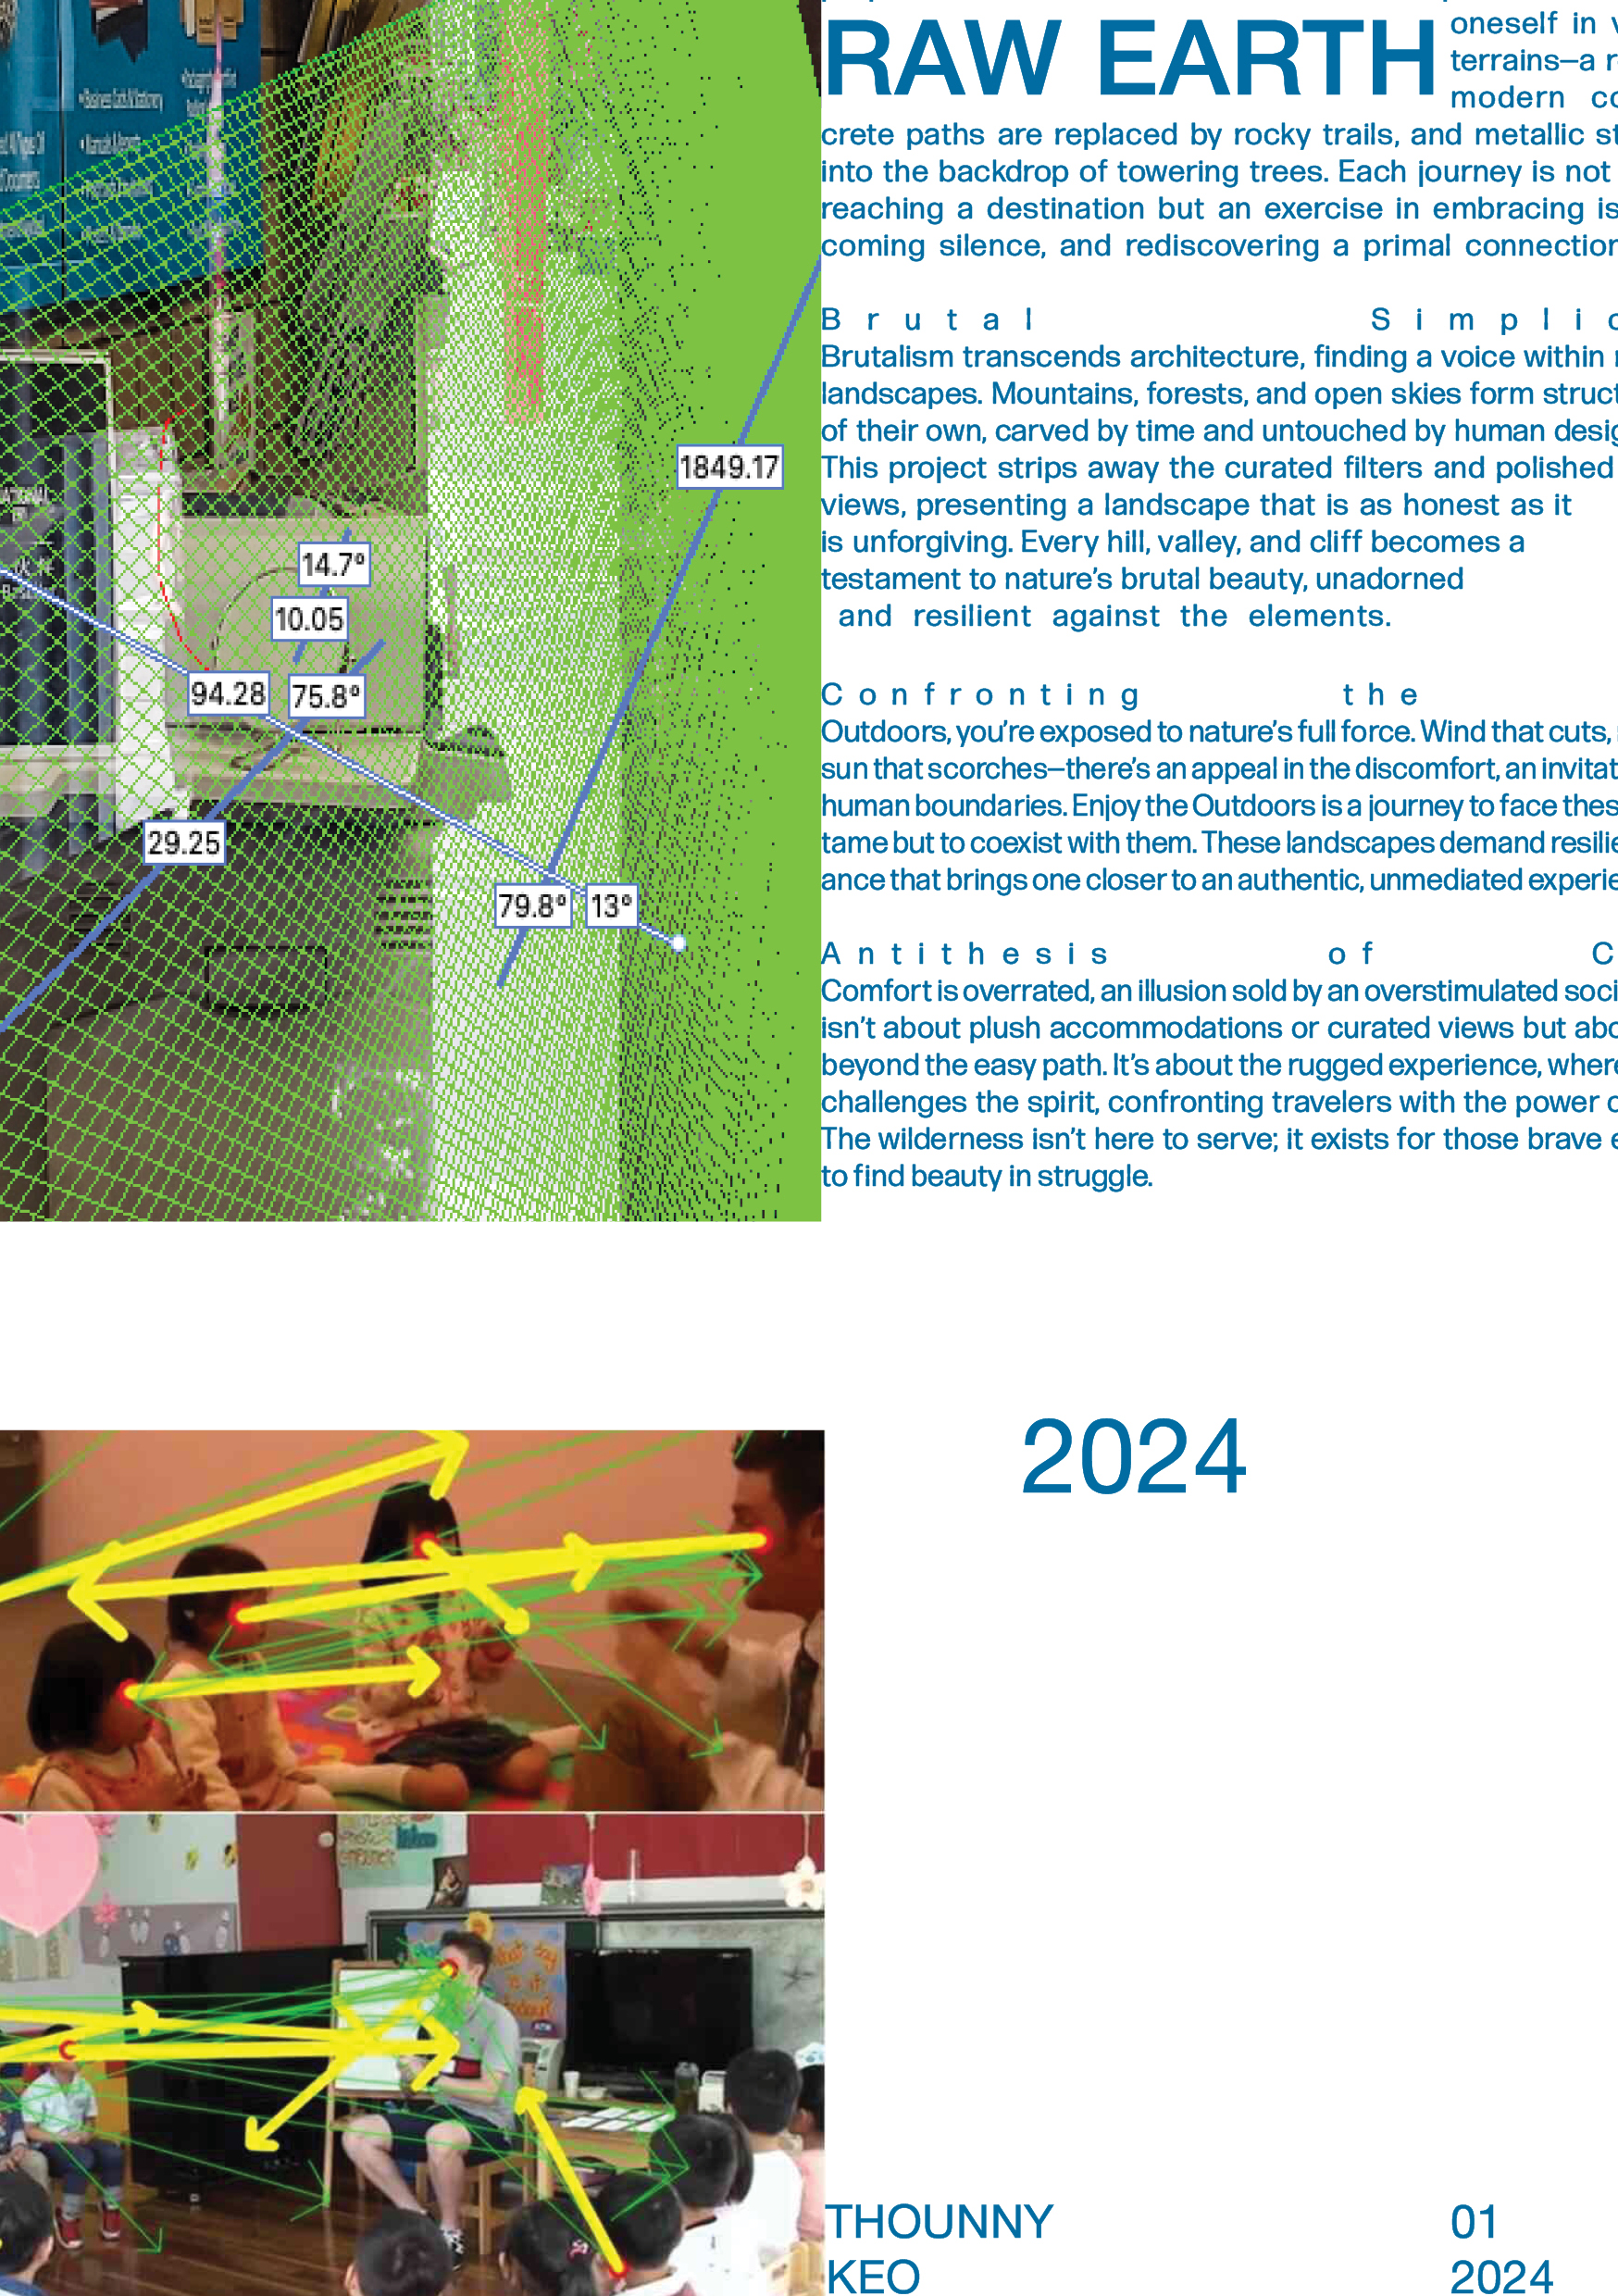 RAW EARTH
oneself in
terrains–a
modern
crete paths are replaced by rocky trails, and metallic
into the backdrop of towering trees. Each journey is not
reaching a destination but an exercise in embracing
coming silence, and rediscovering a primal connection
Brutal
Brutalism transcends architecture, finding a voice within
landscapes. Mountains, forests, and open skies form
of their own, carved by time and untouched by human
This project strips away the curated filters and polished
views, presenting a landscape that is as honest as it
is unforgiving. Every hill, valley, and cliff becomes a
testament to nature's brutal beauty, unadorned
and resilient against the elements.
Confronting the
Outdoors, you're exposed to nature's full force. Wind that cuts,
sun that scorches–there's an appeal in the discomfort, an
human boundaries. Enjoy the Outdoors is a journey to face
tame but to coexist with them. These landscapes demand
ance that brings one closer to an authentic, unmediated
Antithesis of
Comfort is overrated, an illusion sold by an overstimulated
isn't about plush accommodations or curated views but
beyond the easy path. It's about the rugged experience,
challenges the spirit, confronting travelers with the power
The wilderness isn't here to serve; it exists for those brave
to find beauty in struggle.
2024
THOUNNY 01
KEO 2024
1849.17
14.7°
10.05
94.28
75.8°
29.25
79.8°
13°